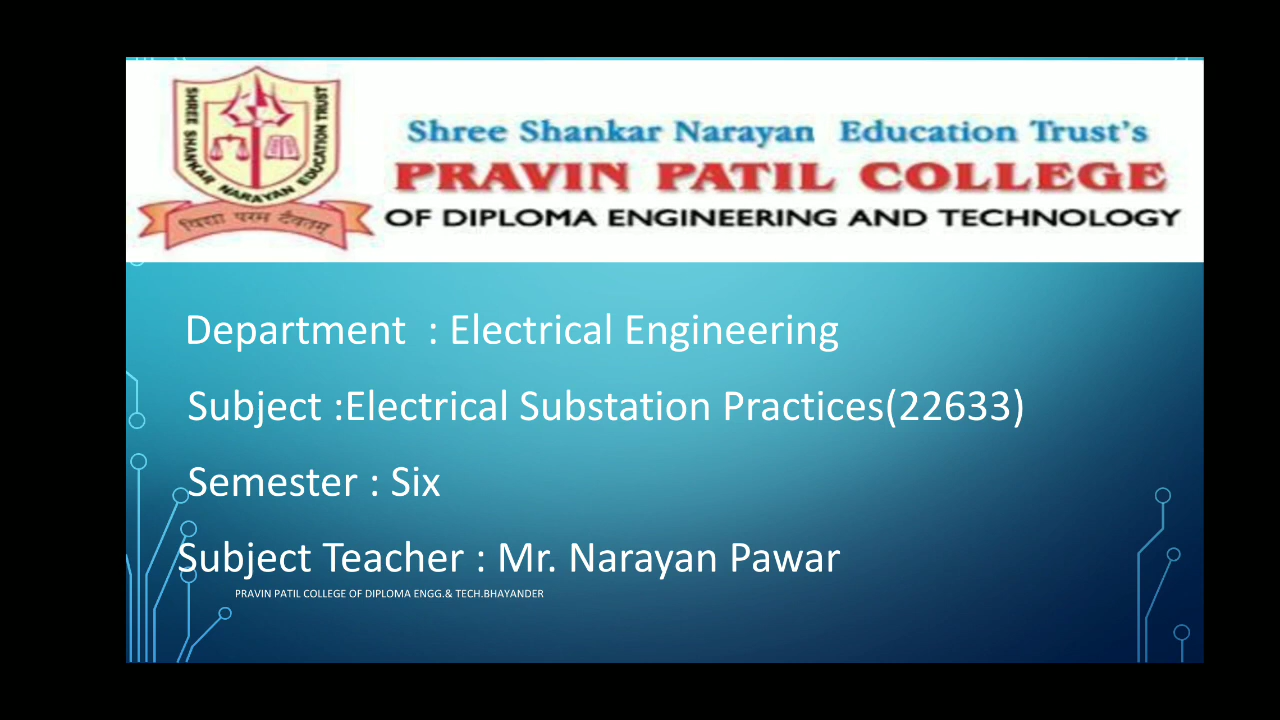 SHREE SHANKAR NARAYAN EDUCATION TRUST
विद्या परम दैवतम्
Shree Shankar Narayan Education Trust's
PRAVIN PATIL COLLEGE
OF DIPLOMA ENGINEERING AND TECHNOLOGY
Department : Electrical Engineering
Subject :Electrical Substation Practices(22633)
Semester : Six
Subject Teacher : Mr. Narayan Pawar
PRAVIN PATIL COLLEGE OF DIPLOMA ENGG.& TECH.BHAYANDER